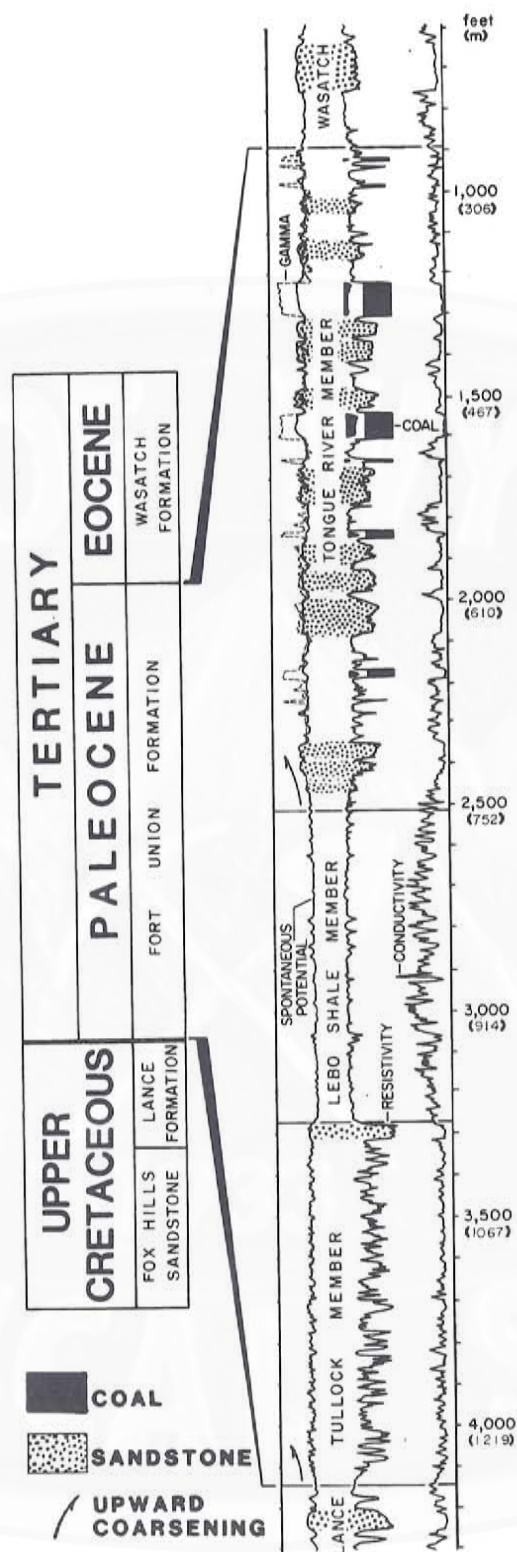 feet
(m)
WASATCH
1,000
(306)
GAMMA
TONGUE RIVER MEMBER
1,500
(467)
COAL
2,000
(610)
2,500
(752)
SPONTANEOUS
POTENTIAL
LEBO SHALE MEMBER
CONDUCTIVITY
3,000
(914)
RESISTIVITY
3,500
(1067)
TULLOCK MEMBER
4,000
(1219)
LANCE
TERTIARY
EOCENE
WASATCH
FORMATION
PALEOCENE
FORT UNION FORMATION
UPPER
CRETACEOUS
LANCE
FORMATION
FOX HILLS
SANDSTONE
COAL
SANDSTONE
UPWARD
COARSENING